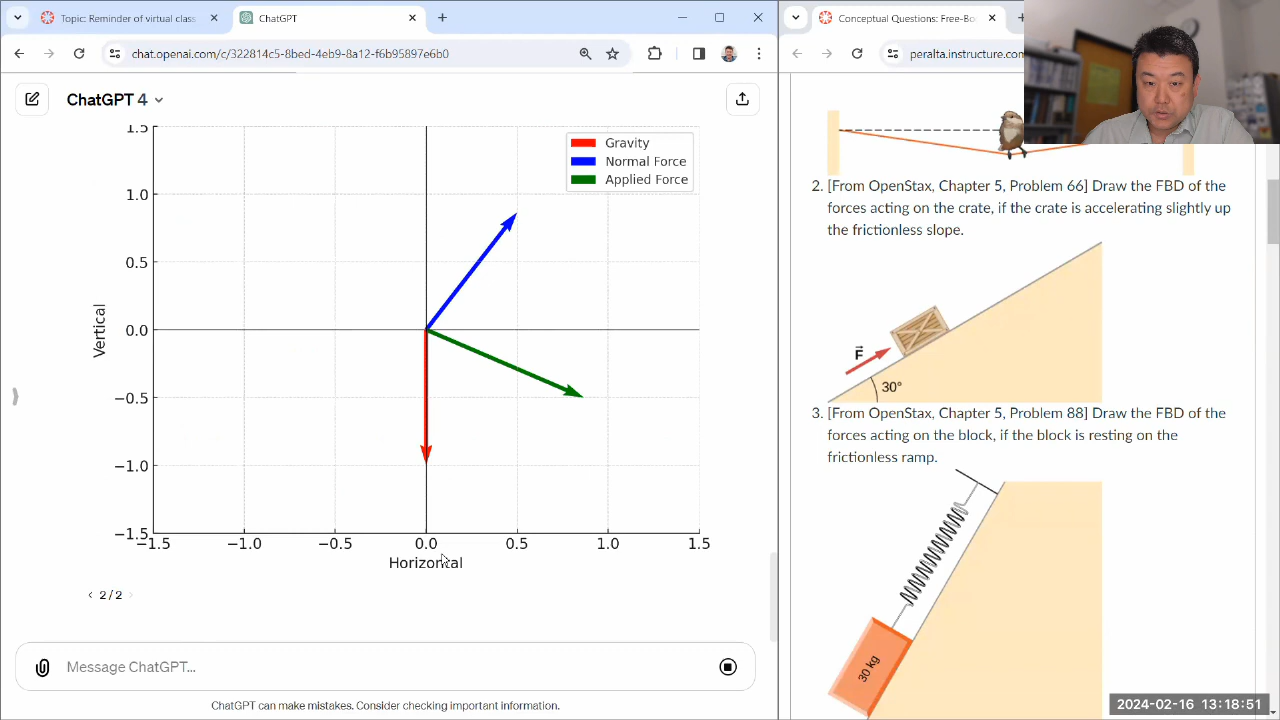 Topic: Reminder of virtual class
ChatGPT
chat.openai.com/c/322814c5-8bed-4eb9-8a12-f6b95897e6b0
ChatGPT 4
1.5
1.0
0.5
0.0
−0.5
−1.0
−1.5
−1.5 −1.0 −0.5 0.0 0.5 1.0 1.5
Vertical
Horizontal
Gravity
Normal Force
Applied Force
2 / 2
Message ChatGPT...
ChatGPT can make mistakes. Consider checking important information.
Conceptual Questions: Free-Bo
peralta.instructure.com
2. [From OpenStax, Chapter 5, Problem 66] Draw the FBD of the
forces acting on the crate, if the crate is accelerating slightly up
the frictionless slope.
F
30°
3. [From OpenStax, Chapter 5, Problem 88] Draw the FBD of the
forces acting on the block, if the block is resting on the
frictionless ramp.
30 kg
2024-02-16 13:18:51